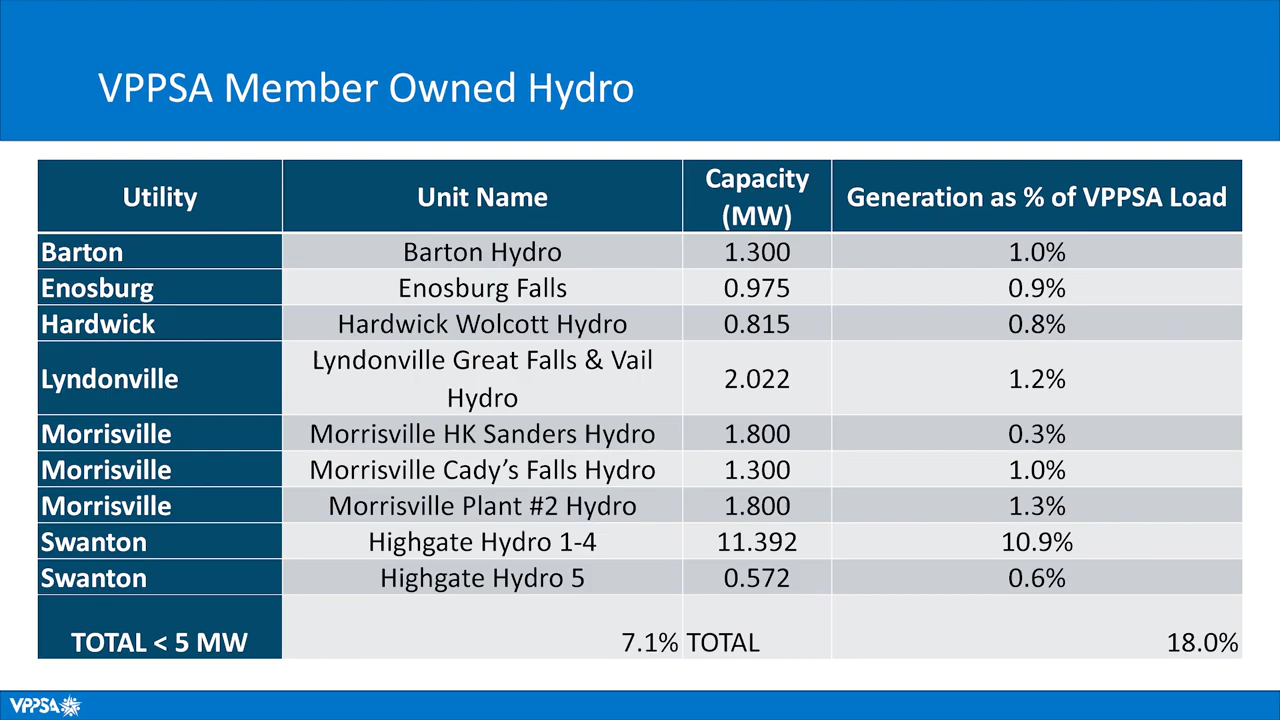 VPPSA Member Owned Hydro
Utility Unit Name Capacity (MW) Generation as % of VPPSA Load
Barton Barton Hydro 1.300 1.0%
Enosburg Enosburg Falls 0.975 0.9%
Hardwick Hardwick Wolcott Hydro 0.815 0.8%
Lyndonville Lyndonville Great Falls & Vail Hydro 2.022 1.2%
Morrisville Morrisville HK Sanders Hydro 1.800 0.3%
Morrisville Morrisville Cady’s Falls Hydro 1.300 1.0%
Morrisville Morrisville Plant #2 Hydro 1.800 1.3%
Swanton Highgate Hydro 1-4 11.392 10.9%
Swanton Highgate Hydro 5 0.572 0.6%
TOTAL < 5 MW 7.1% TOTAL 18.0%
VPPSA